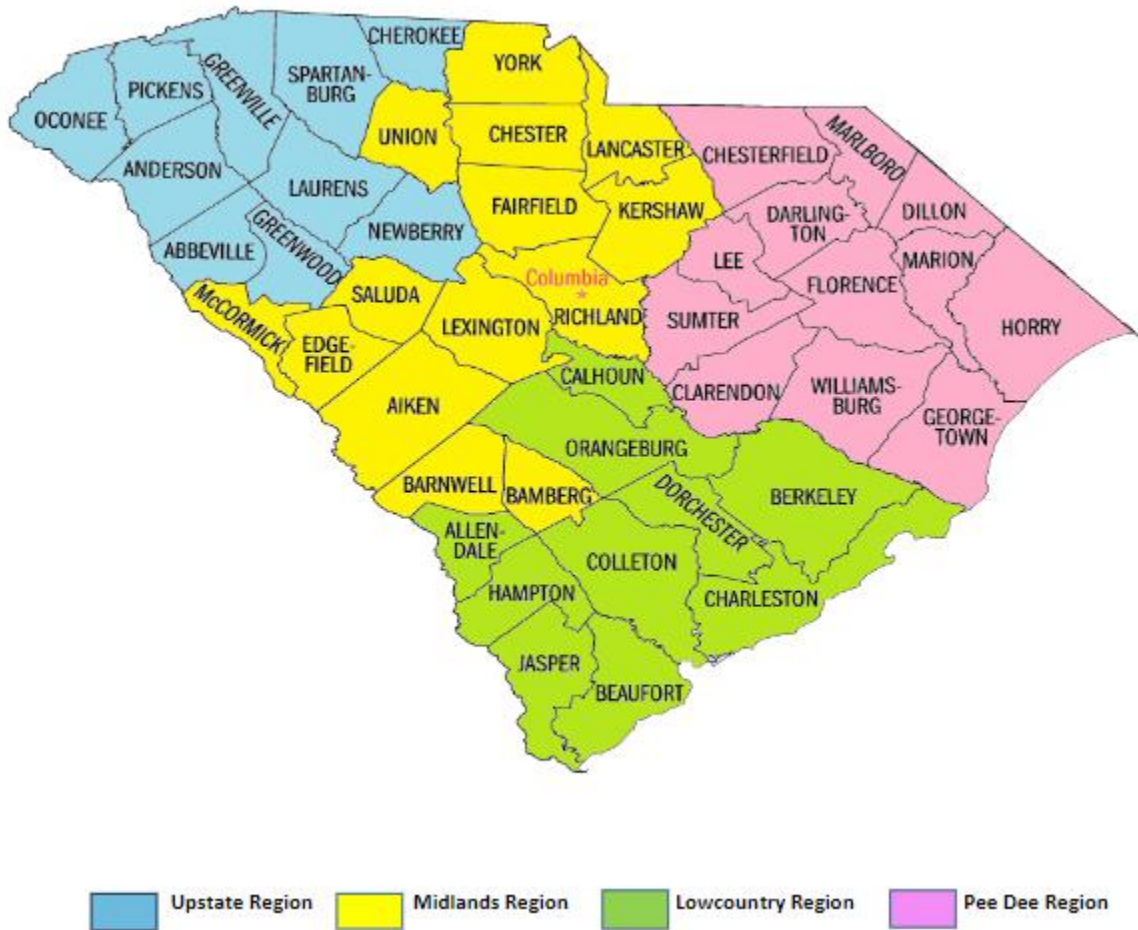 CHEROKEE
YORK
SPARTAN-
BURG
GREENVILLE
PICKENS
OCONEE
UNION
CHESTER
LANCASTER
CHESTERFIELD
MARLBORO
ANDERSON
LAURENS
FAIRFIELD
KERSHAW
DARLING-
TON
DILLON
ABBEVILLE
GREENWOOD
NEWBERRY
LEE
MARION
Columbia
FLORENCE
SALUDA
McCORMICK
LEXINGTON
RICHLAND
SUMTER
HORRY
EDGE-
FIELD
CALHOUN
CLARENDON
WILLIAMS-
BURG
AIKEN
GEORGE-
TOWN
ORANGEBURG
BARNWELL
BAMBERG
DORCHESTER
BERKELEY
ALLEN-
DALE
COLLETON
HAMPTON
CHARLESTON
JASPER
BEAUFORT
Upstate Region
Midlands Region
Lowcountry Region
Pee Dee Region